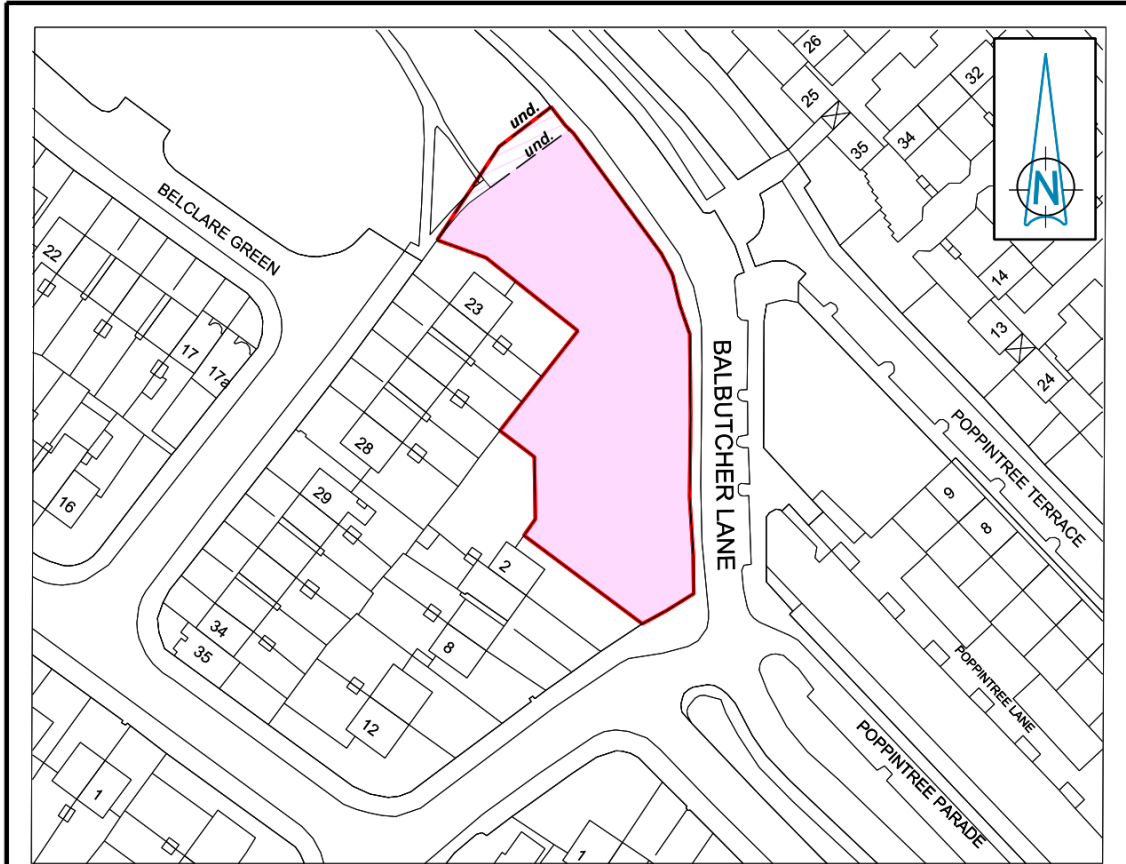 26
32
25
und.
34
und.
35
BELCLARE GREEN
N
22
14
23
13
17
17a
24
BALBUTCHER LANE
28
POPPINTREE TERRACE
29
9
16
8
2
34
8
35
POPPINTREE LANE
12
POPPINTREE PARADE
1
1